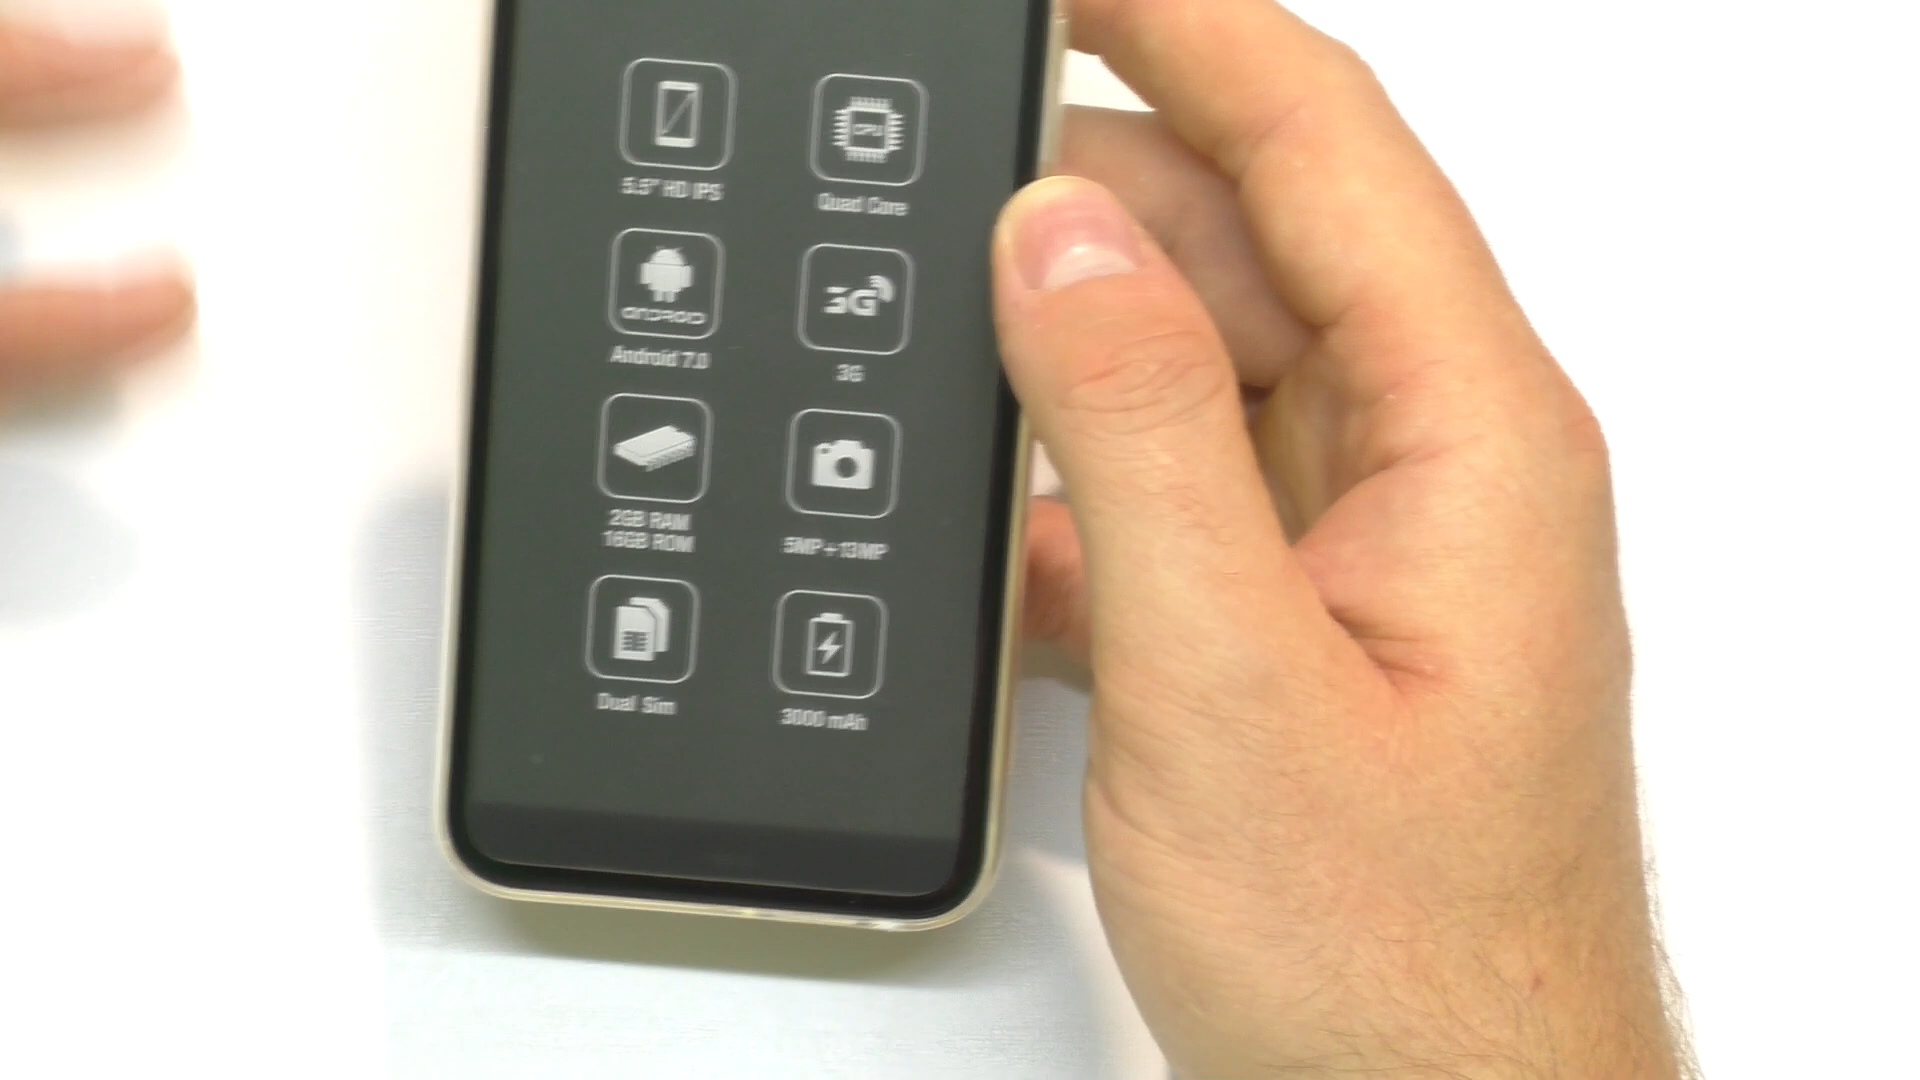 5.5" HD IPS
CPU
Quad Core
ANDROID
Android 7.0
3G
3G
2GB RAM
16GB ROM
5MP+13MP
Dual Sim
3000 mAh